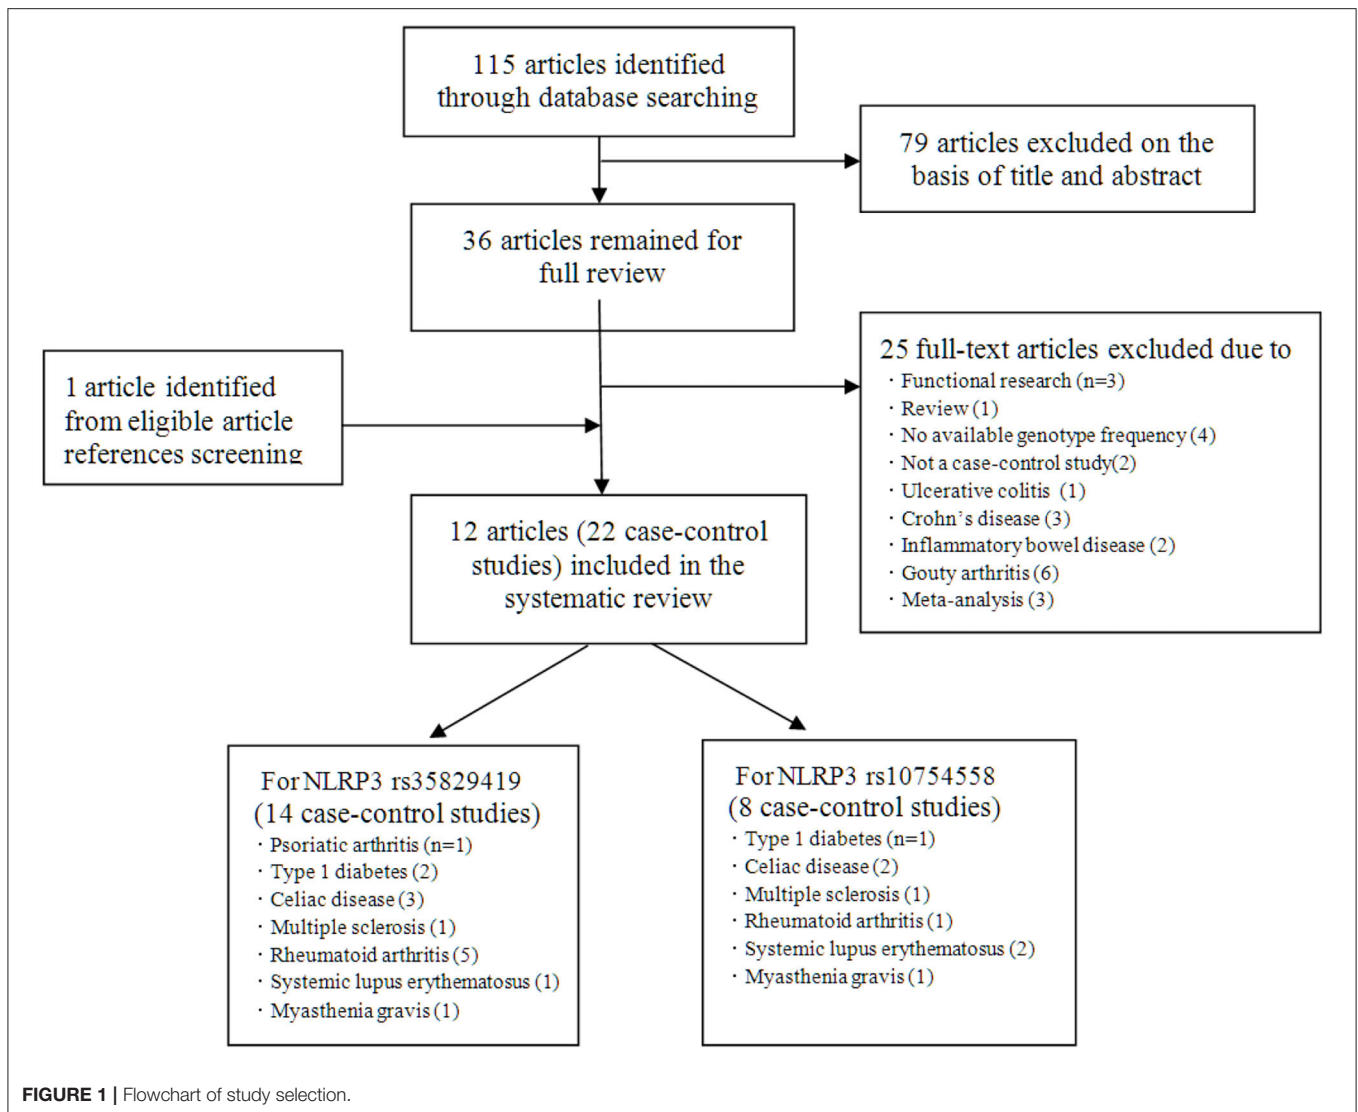 115 articles identified
through database searching
79 articles excluded on the
basis of title and abstract
36 articles remained for
full review
1 article identified
from eligible article
references screening
25 full-text articles excluded due to
· Functional research (n=3)
· Review (1)
· No available genotype frequency (4)
· Not a case-control study(2)
· Ulcerative colitis (1)
· Crohn's disease (3)
· Inflammatory bowel disease (2)
· Gouty arthritis (6)
· Meta-analysis (3)
12 articles (22 case-control
studies) included in the
systematic review
For NLRP3 rs35829419
(14 case-control studies)
· Psoriatic arthritis (n=1)
· Type 1 diabetes (2)
· Celiac disease (3)
· Multiple sclerosis (1)
· Rheumatoid arthritis (5)
· Systemic lupus erythematosus (1)
· Myasthenia gravis (1)
For NLRP3 rs10754558
(8 case-control studies)
· Type 1 diabetes (n=1)
· Celiac disease (2)
· Multiple sclerosis (1)
· Rheumatoid arthritis (1)
· Systemic lupus erythematosus (2)
· Myasthenia gravis (1)
FIGURE 1 | Flowchart of study selection.